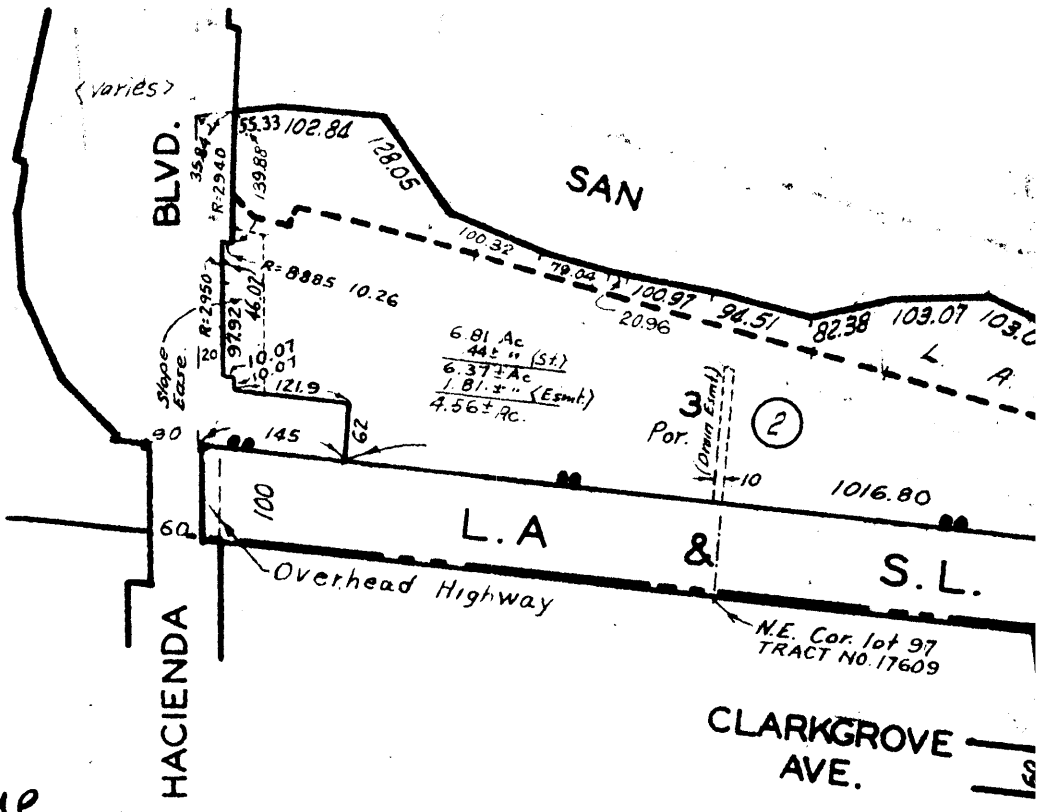 <varies>
BLVD.
35.84
R=2940
55.33
102.84
139.88
128.05
SAN
100.32
79.04
20.96
100.97
94.51
82.38
103.07
103.0
L. A.
R=8885 10.26
R=2950
97.92
46.02
20
10.07
10.07
Slope
Ease.
121.9
62
6.81 Ac
.44± " (St.)
6.37± Ac
1.81± " (Esmt.)
4.56± Ac.
3
Por.
(Drain Esmt)
10
2
1016.80
90
145
100
60
L.A & S.L.
Overhead Highway
N.E. Cor. lot 97
TRACT NO. 17609
HACIENDA
CLARKGROVE
AVE.
60